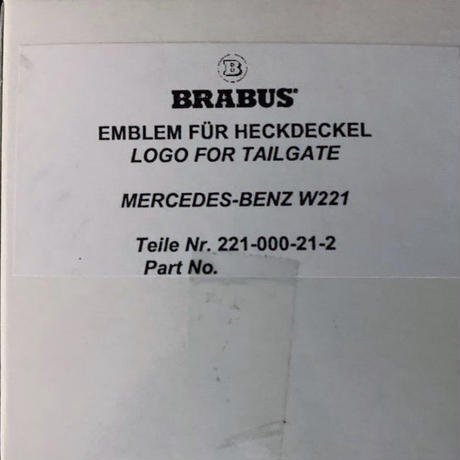 B
BRABUS®
EMBLEM FÜR HECKDECKEL
LOGO FOR TAILGATE
MERCEDES-BENZ W221
Teile Nr. 221-000-21-2
Part No.